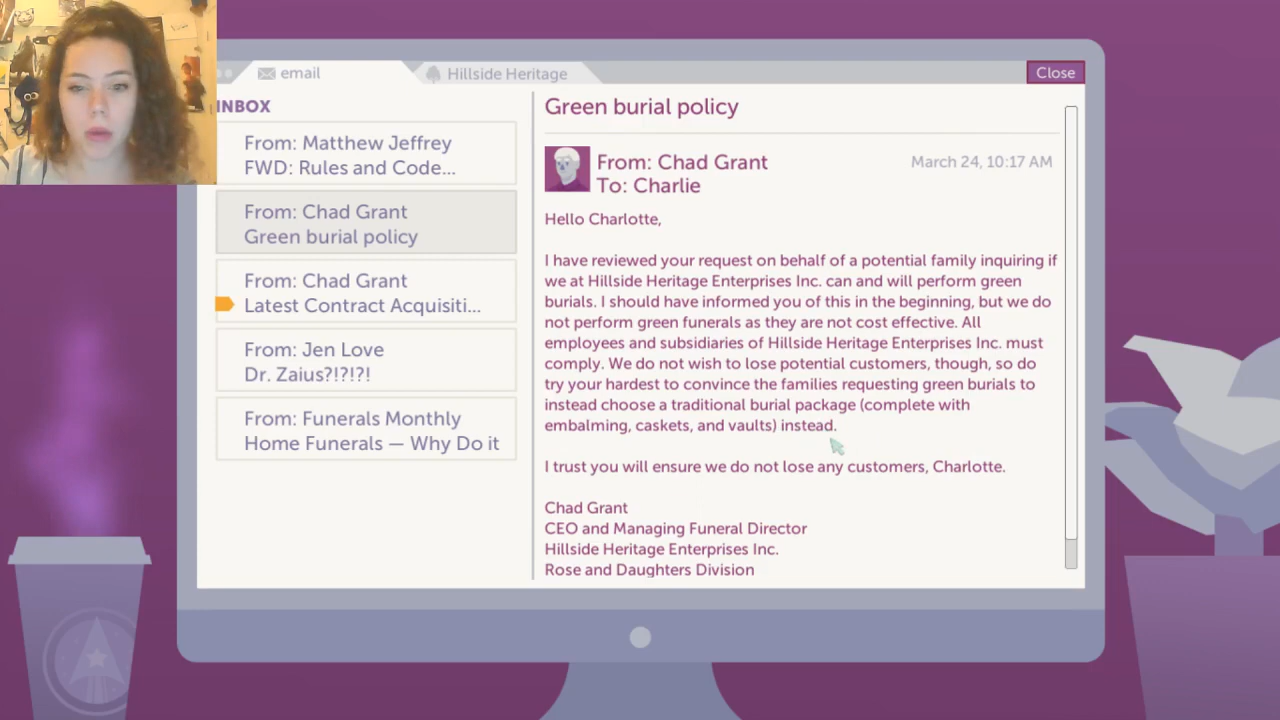 email
Hillside Heritage
Close
INBOX
From: Matthew Jeffrey
FWD: Rules and Code...
From: Chad Grant
Green burial policy
From: Chad Grant
Latest Contract Acquisiti...
From: Jen Love
Dr. Zaius?!?!?!
From: Funerals Monthly
Home Funerals — Why Do it
Green burial policy
From: Chad Grant
March 24, 10:17 AM
To: Charlie
Hello Charlotte,
I have reviewed your request on behalf of a potential family inquiring if
we at Hillside Heritage Enterprises Inc. can and will perform green
burials. I should have informed you of this in the beginning, but we do
not perform green funerals as they are not cost effective. All
employees and subsidiaries of Hillside Heritage Enterprises Inc. must
comply. We do not wish to lose potential customers, though, so do
try your hardest to convince the families requesting green burials to
instead choose a traditional burial package (complete with
embalming, caskets, and vaults) instead.
I trust you will ensure we do not lose any customers, Charlotte.
Chad Grant
CEO and Managing Funeral Director
Hillside Heritage Enterprises Inc.
Rose and Daughters Division